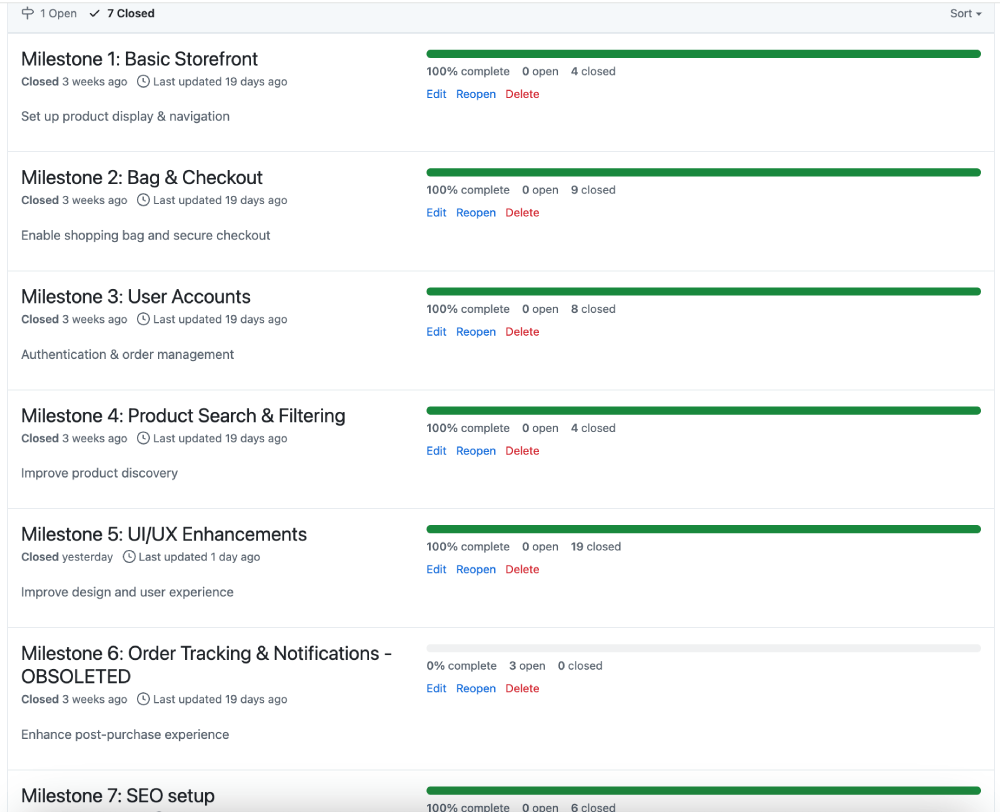 1 Open 7 Closed Sort
Milestone 1: Basic Storefront
Closed 3 weeks ago Last updated 19 days ago
Set up product display & navigation
100% complete 0 open 4 closed
Edit Reopen Delete
Milestone 2: Bag & Checkout
Closed 3 weeks ago Last updated 19 days ago
Enable shopping bag and secure checkout
100% complete 0 open 9 closed
Edit Reopen Delete
Milestone 3: User Accounts
Closed 3 weeks ago Last updated 19 days ago
Authentication & order management
100% complete 0 open 8 closed
Edit Reopen Delete
Milestone 4: Product Search & Filtering
Closed 3 weeks ago Last updated 19 days ago
Improve product discovery
100% complete 0 open 4 closed
Edit Reopen Delete
Milestone 5: UI/UX Enhancements
Closed yesterday Last updated 1 day ago
Improve design and user experience
100% complete 0 open 19 closed
Edit Reopen Delete
Milestone 6: Order Tracking & Notifications -
OBSOLETED
Closed 3 weeks ago Last updated 19 days ago
Enhance post-purchase experience
0% complete 3 open 0 closed
Edit Reopen Delete
Milestone 7: SEO setup
100% complete 0 open 6 closed